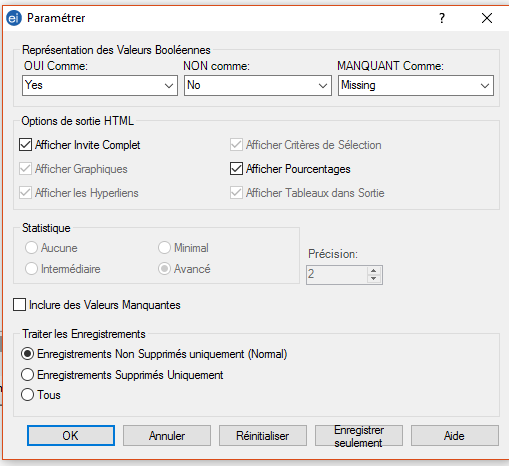 ei Paramétrer ? ×
Représentation des Valeurs Booléennes
OUI Comme: NON comme: MANQUANT Comme:
Yes No Missing
Options de sortie HTML
Afficher Invite Complet Afficher Critères de Sélection
Afficher Graphiques Afficher Pourcentages
Afficher les Hyperliens Afficher Tableaux dans Sortie
Statistique
Aucune Minimal Précision:
Intemédiaire Avancé 2
Inclure des Valeurs Manquantes
Traiter les Enregistrements
Enregistrements Non Supprimés uniquement (Normal)
Enregistrements Supprimés Uniquement
Tous
OK Annuler Réinitialiser Enregistrer seulement Aide